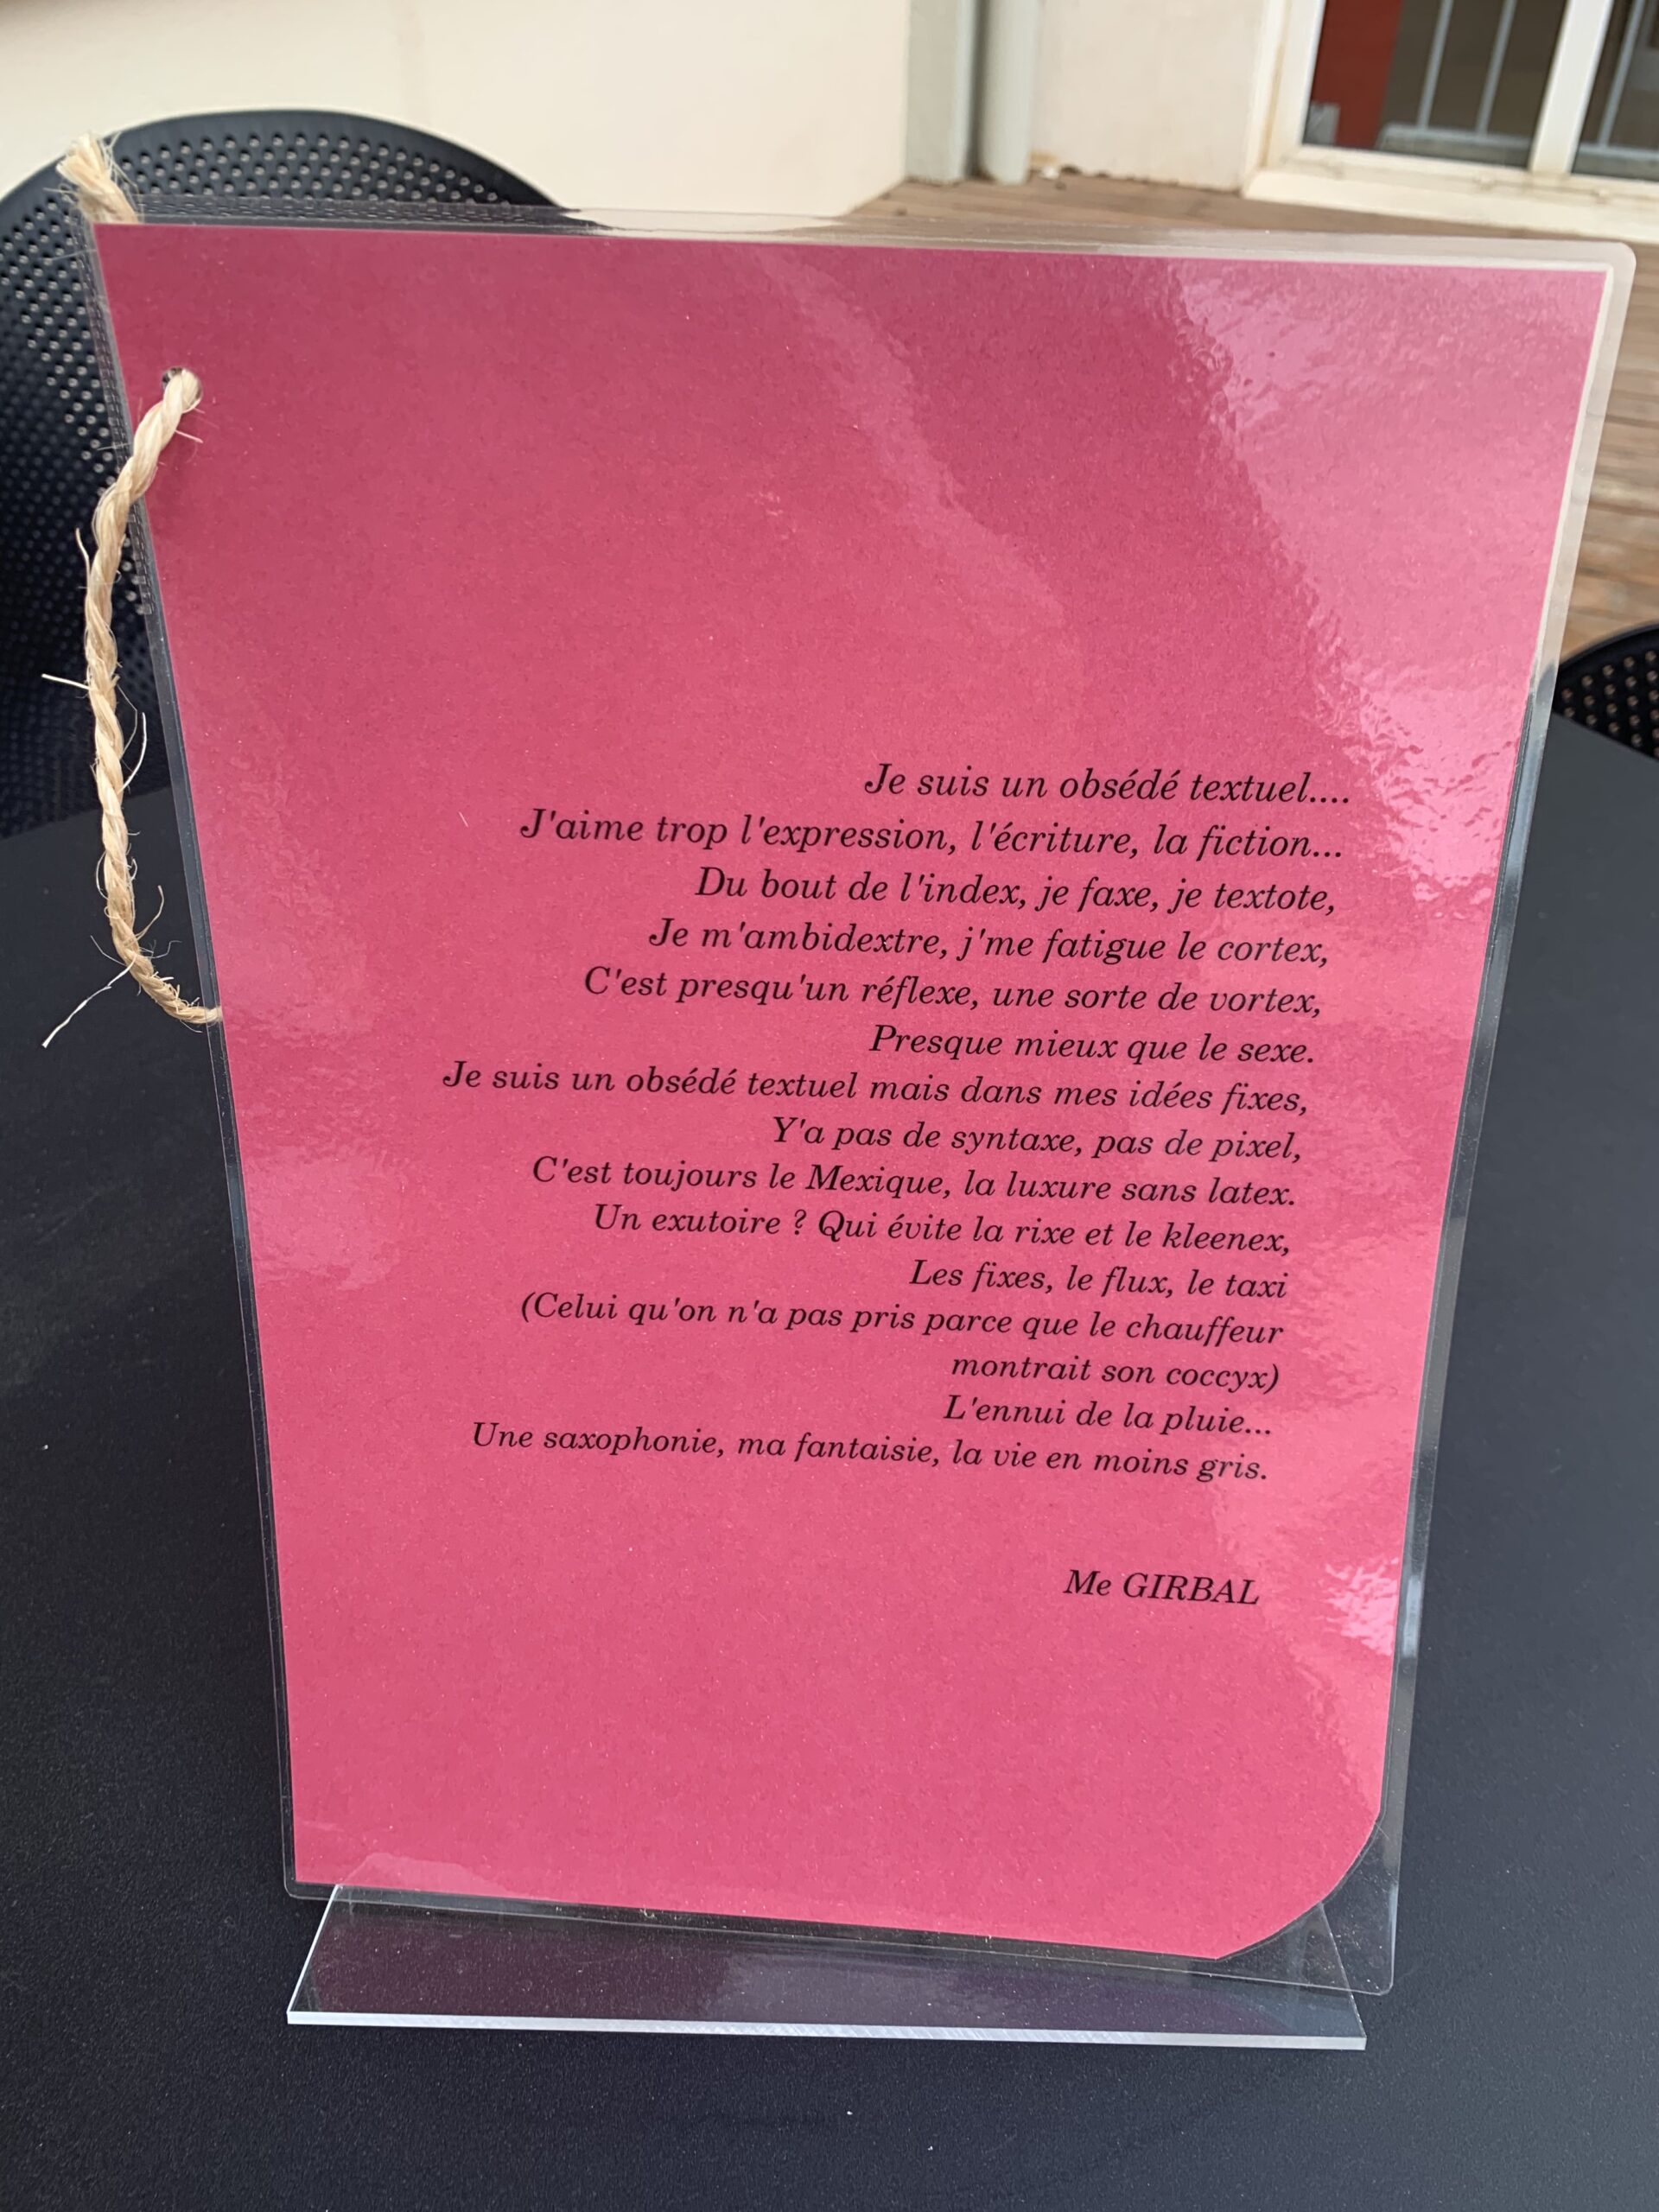 Je suis un obsédé textuel....
J'aime trop l'expression, l'écriture, la fiction...
Du bout de l'index, je faxe, je textote,
Je m'ambidextre, j'me fatigue le cortex,
C'est presqu'un réflexe, une sorte de vortex,
Presque mieux que le sexe.
Je suis un obsédé textuel mais dans mes idées fixes,
Y'a pas de syntaxe, pas de pixel,
C'est toujours le Mexique, la luxure sans latex.
Un exutoire ? Qui évite la rixe et le kleenex,
Les fixes, le flux, le taxi
(Celui qu'on n'a pas pris parce que le chauffeur
montrait son coccyx)
L'ennui de la pluie...
Une saxophonie, ma fantaisie, la vie en moins gris.
Me GIRBAL